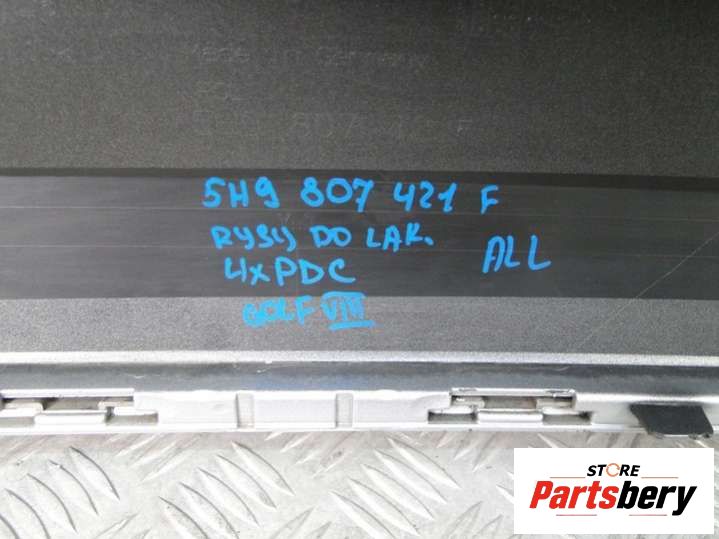 5H9 807 421 F
RYSY DO LAK.
ALL
4xPDC
GOLF VIII
STORE
Partsbery